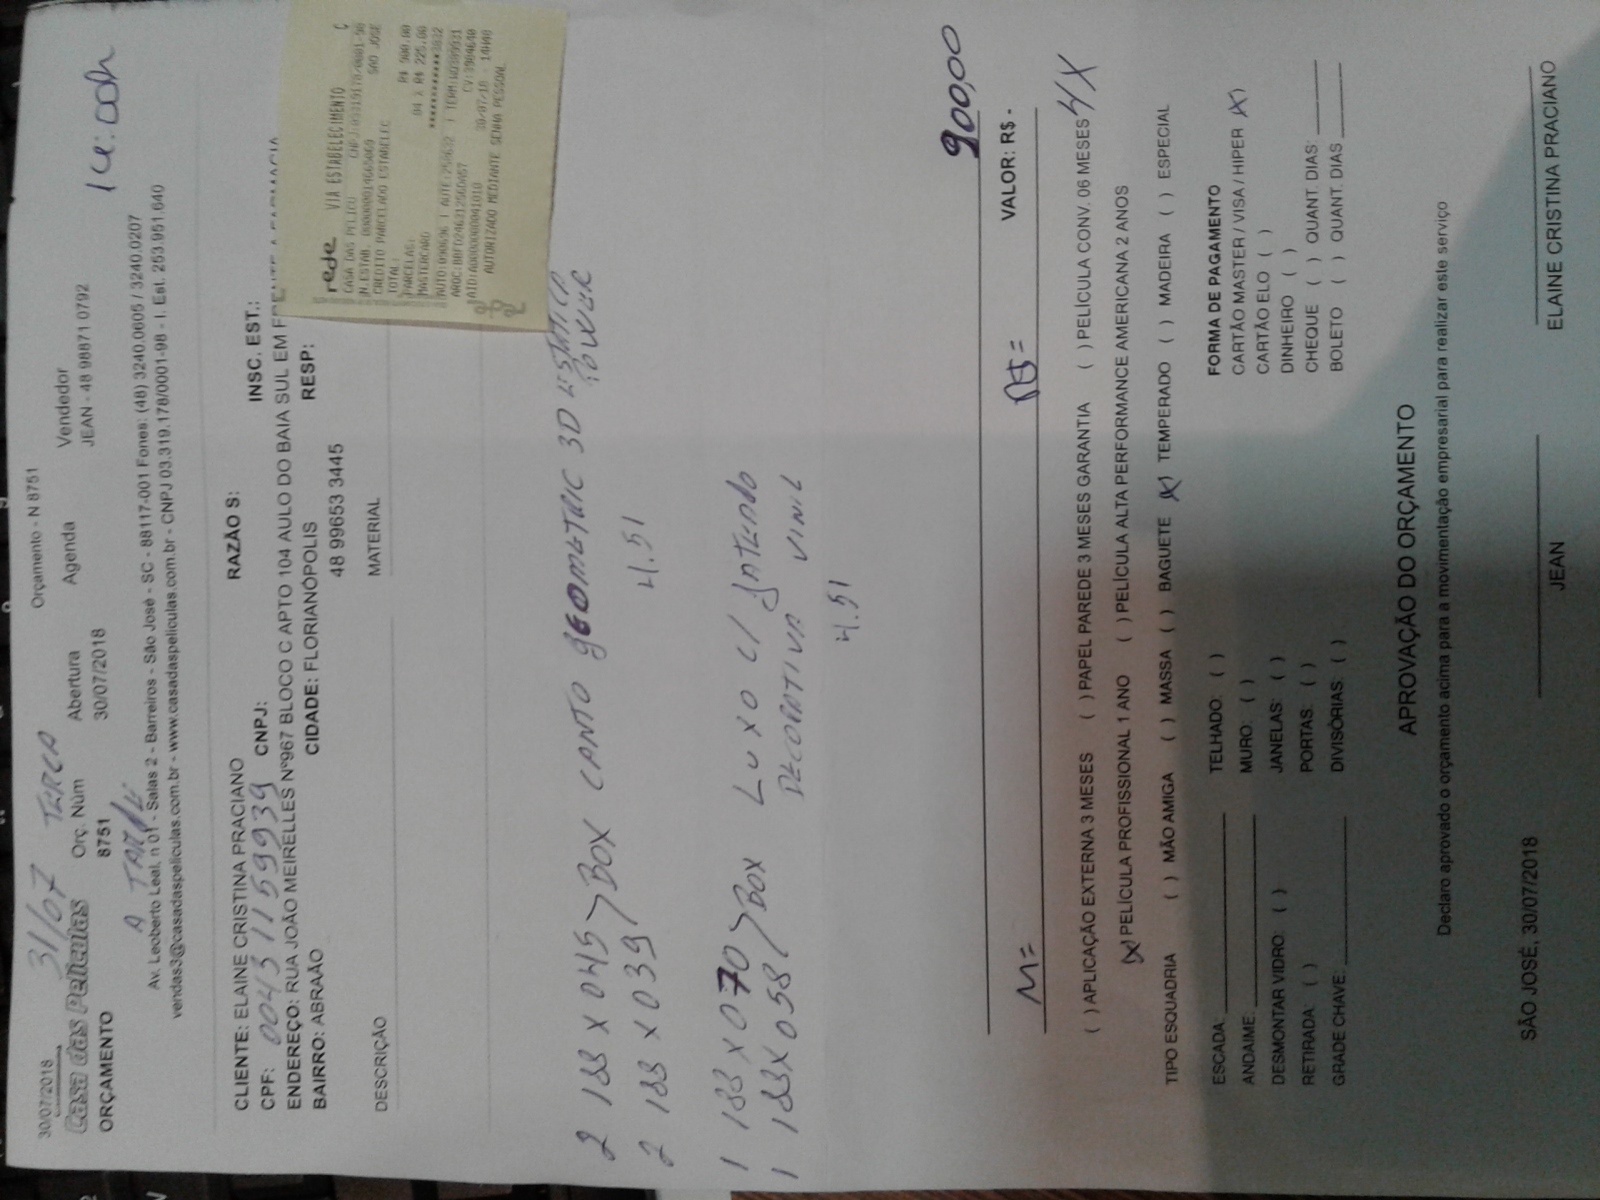 30/07/2018
31/07 TERÇA
Orçamento - N 8751
Casa das Películas
ORÇAMENTO
Orç. Núm
8751
Abertura
30/07/2018
Agenda
Vendedor
JEAN - 48 98871 0792
A TARDE
Av. Leoberto Leal, n 01 - Salas 2 - Barreiros - São José - SC - 88117-001 Fones: (48) 3240.0605 / 3240.0207
vendas3@casadaspeliculas.com.br - www.casadaspeliculas.com.br - CNPJ 03.319.178/0001-98 - I. Est. 253.951.640
CLIENTE: ELAINE CRISTINA PRACIANO
RAZÃO S:
CPF: 00431159939 CNPJ:
INSC. EST.:
ENDEREÇO: RUA JOÃO MEIRELLES Nº967 BLOCO C APTO 104 AULO DO BAIA SUL EM FRENTE A FARMACIA
BAIRRO: ABRAÃO
CIDADE: FLORIANÓPOLIS
RESP:
48 99653 3445
DESCRIÇÃO
MATERIAL
rede
VIA ESTABELECIMENTO C
CASA DAS PELICU
SAO JOSE
CREDITO PARCELADO ESTABELEC
TOTAL: R$ 900.00
PARCELAS: 04 X R$ 225.00
MASTERCARD
30/07/18 - 14H48
AUTORIZADO MEDIANTE SENHA PESSOAL
2 188 X 045 BOX CANTO GEOMETRIC 3D
2 188 X 039
4.51
1 188 X 070 BOX LUXO C/ JATEADO
1 188X058 DECORATIVA VINIL
4.51
900,00
M=
VALOR: R$ -
( ) APLICAÇÃO EXTERNA 3 MESES ( ) PAPEL PAREDE 3 MESES GARANTIA ( ) PELÍCULA CONV. 06 MESES 4X
(X) PELÍCULA PROFISSIONAL 1 ANO ( ) PELÍCULA ALTA PERFORMANCE AMERICANA 2 ANOS
TIPO ESQUADRIA ( ) MÃO AMIGA ( ) MASSA ( ) BAGUETE (X) TEMPERADO ( ) MADEIRA ( ) ESPECIAL
ESCADA:
TELHADO: ( )
FORMA DE PAGAMENTO
ANDAIME:
MURO: ( )
CARTÃO MASTER / VISA / HIPER (X)
DESMONTAR VIDRO: ( )
JANELAS: ( )
CARTÃO ELO ( )
RETIRADA: ( )
PORTAS: ( )
DINHEIRO ( )
GRADE CHAVE:
DIVISÓRIAS: ( )
CHEQUE ( ) QUANT DIAS:
BOLETO ( ) QUANT. DIAS
APROVAÇÃO DO ORÇAMENTO
Declaro aprovado o orçamento acima para a movimentação empresarial para realizar este serviço
SÃO JOSÉ, 30/07/2018
JEAN
ELAINE CRISTINA PRACIANO